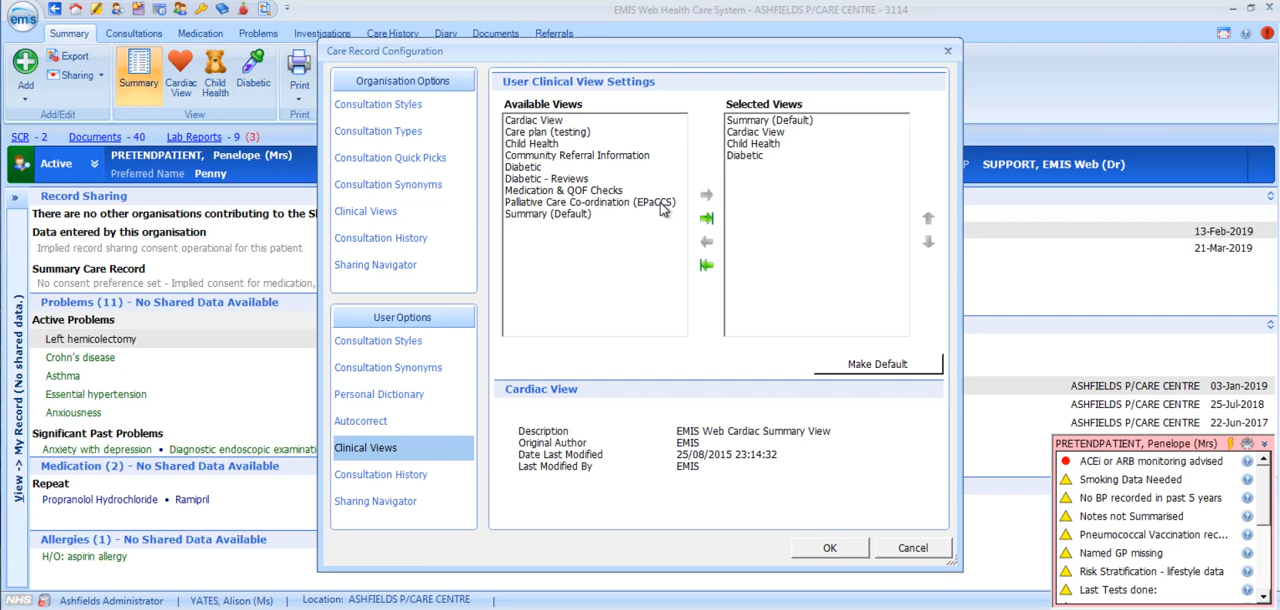 EMIS Web Health Care System - ASHFIELDS P/CARE CENTRE - 3114
emis
Summary Consultations Medication Problems Investigations Care History Diary Documents Referrals
Add
Export
Sharing
Add/Edit
Summary
Cardiac View
Child Health
Diabetic
View
Print
Print
SCR - 2 Documents - 40 Lab Reports - 9 (3)
Active
PRETENDPATIENT, Penelope (Mrs)
Preferred Name Penny
P SUPPORT, EMIS Web (Dr)
View -> My Record (No shared data.)
Record Sharing
There are no other organisations contributing to the S
Data entered by this organisation
Implied record sharing consent operational for this patient
Summary Care Record
No consent preference set - Implied consent for medication,
Problems (11) - No Shared Data Available
Active Problems
Left hemicolectomy
Crohn's disease
Asthma
Essential hypertension
Anxiousness
Significant Past Problems
Anxiety with depression • Diagnostic endoscopic examinati
Medication (2) - No Shared Data Available
Repeat
Propranolol Hydrochloride • Ramipril
Allergies (1) - No Shared Data Available
H/O: aspirin allergy
Care Record Configuration
Organisation Options
Consultation Styles
Consultation Types
Consultation Quick Picks
Consultation Synonyms
Clinical Views
Consultation History
Sharing Navigator
User Options
Consultation Styles
Consultation Synonyms
Personal Dictionary
Autocorrect
Clinical Views
Consultation History
Sharing Navigator
User Clinical View Settings
Available Views
Cardiac View
Care plan (testing)
Child Health
Community Referral Information
Diabetic
Diabetic - Reviews
Medication & QOF Checks
Palliative Care Co-ordination (EPaCCS)
Summary (Default)
Selected Views
Summary (Default)
Cardiac View
Child Health
Diabetic
Make Default
Cardiac View
Description EMIS Web Cardiac Summary View
Original Author EMIS
Date Last Modified 25/08/2015 23:14:32
Last Modified By EMIS
OK Cancel
13-Feb-2019
21-Mar-2019
ASHFIELDS P/CARE CENTRE 03-Jan-2019
ASHFIELDS P/CARE CENTRE 25-Jul-2018
ASHFIELDS P/CARE CENTRE 22-Jun-2017
PRETENDPATIENT, Penelope (Mrs)
ACEi or ARB monitoring advised
Smoking Data Needed
No BP recorded in past 5 years
Notes not Summarised
Pneumococcal Vaccination rec...
Named GP missing
Risk Stratification - lifestyle data
Last Tests done:
NHS Ashfields Administrator YATES, Alison (Ms) Location: ASHFIELDS P/CARE CENTRE